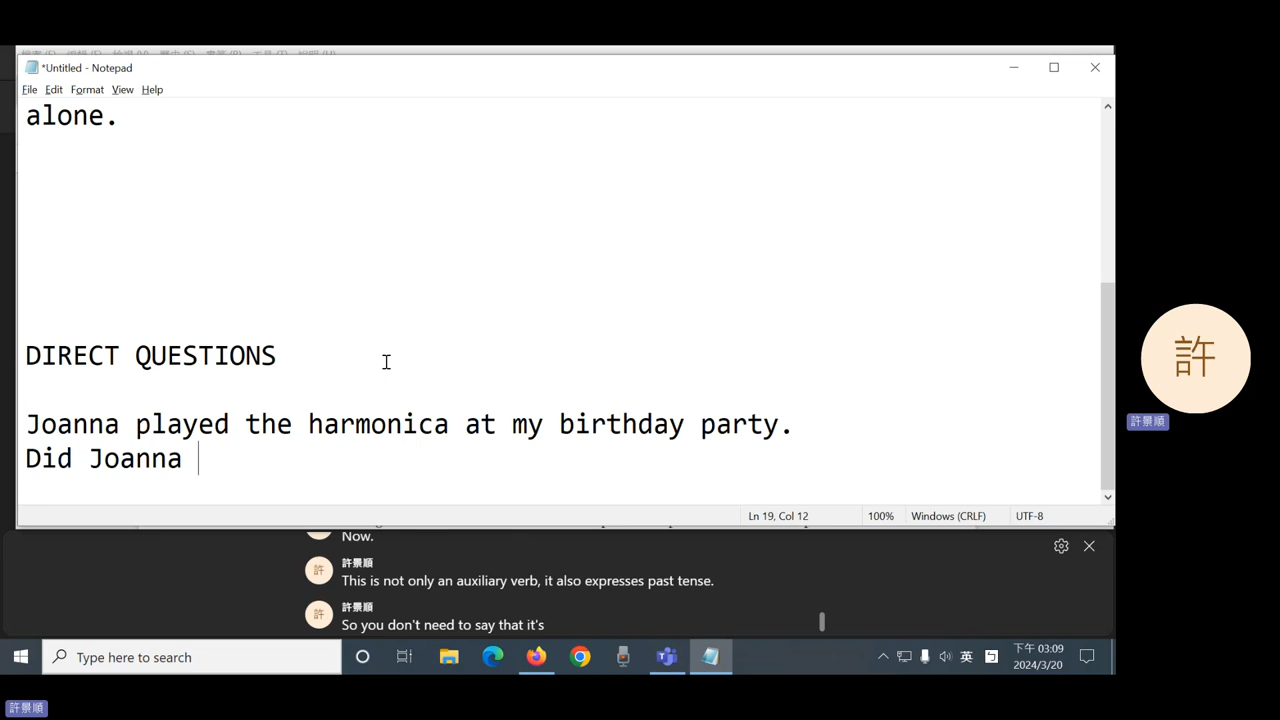 *Untitled - Notepad
File Edit Format View Help
alone.
DIRECT QUESTIONS
Joanna played the harmonica at my birthday party.
Did Joanna
Ln 19, Col 12 100% Windows (CRLF) UTF-8
Now.
許景順
This is not only an auxiliary verb, it also expresses past tense.
許景順
So you don't need to say that it's
許
許
許
許景順
Type here to search
英
下午 03:09
2024/3/20
許景順